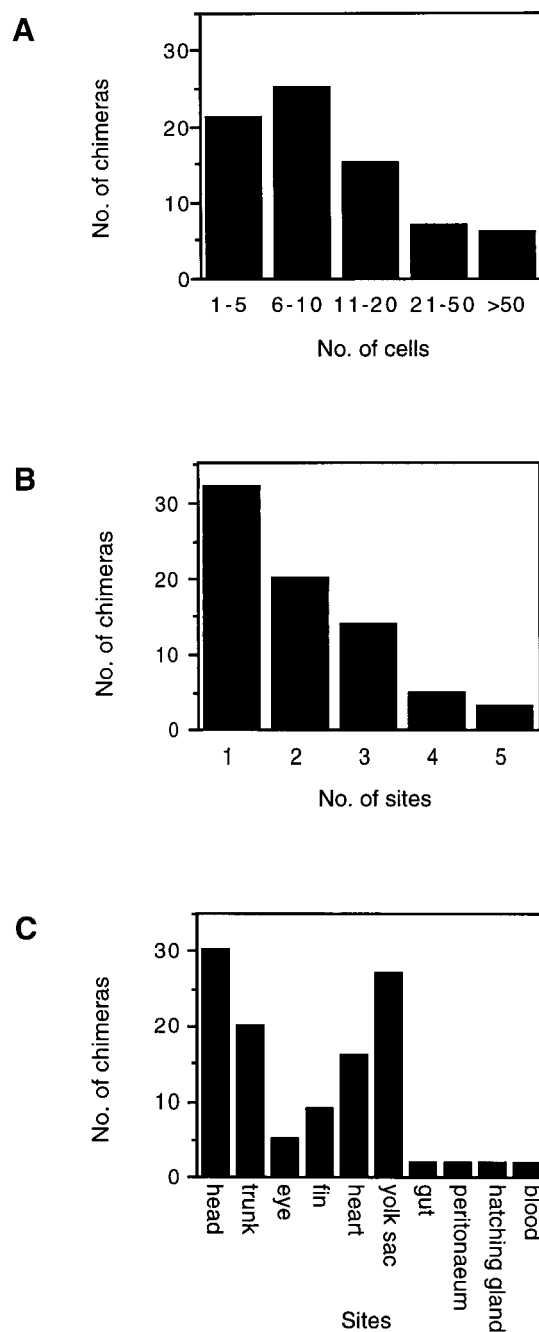 A
No. of chimeras
30
20
10
0
1-5 6-10 11-20 21-50 >50
No. of cells
B
No. of chimeras
30
20
10
0
1 2 3 4 5
No. of sites
C
No. of chimeras
30
20
10
0
head trunk eye fin heart yolk sac gut peritonaeum hatching gland blood
Sites